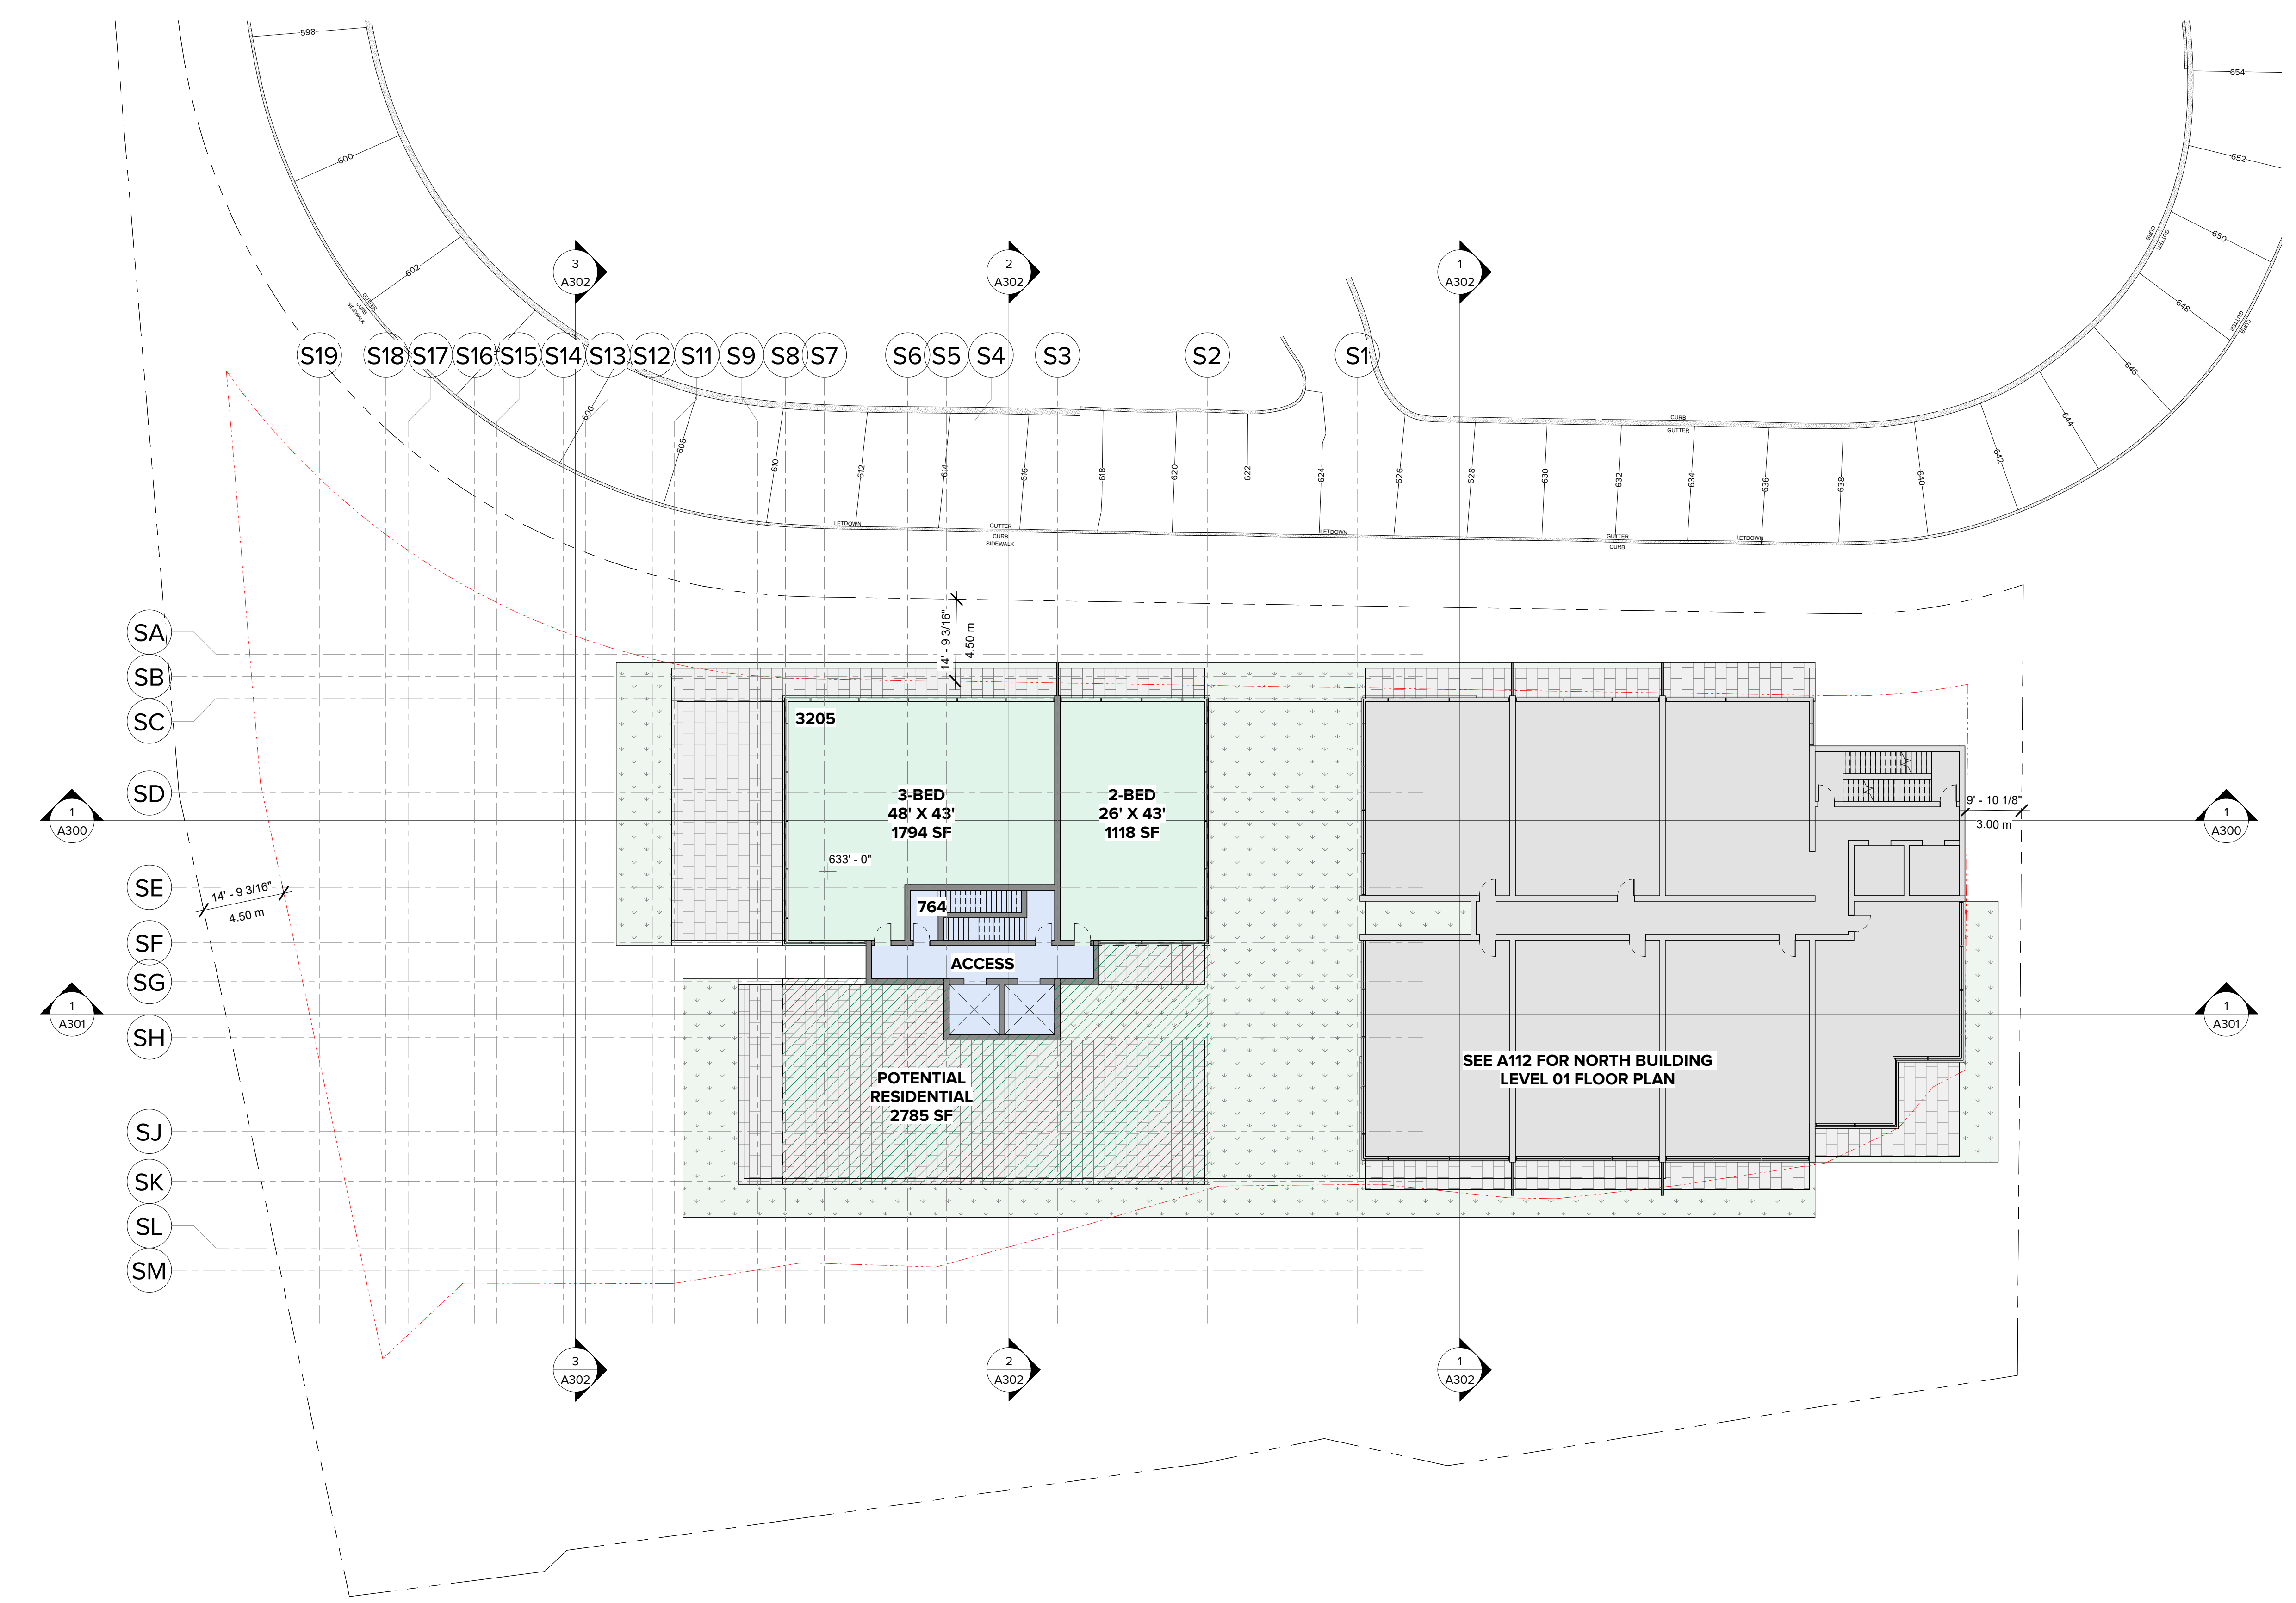 598
654
600
652
650
602
CURB
GUTTER
648
GUTTER
CURB
SIDEWALK
GUTTER
CURB
3
A302
2
A302
1
A302
S19
S18
S17
S16
S15
S14
S13
S12
S11
S9
S8
S7
S6
S5
S4
S3
S2
S1
646
606
608
610
612
614
616
618
620
622
624
626
628
630
632
634
636
638
640
642
644
CURB
GUTTER
LETDOWN
GUTTER
CURB
SIDEWALK
LETDOWN
GUTTER
CURB
LETDOWN
SA
SB
SC
SD
SE
SF
SG
SH
SJ
SK
SL
SM
14' - 9 3/16"
4.50 m
3205
3-BED
48' X 43'
1794 SF
2-BED
26' X 43'
1118 SF
633' - 0"
764
ACCESS
9' - 10 1/8"
3.00 m
1
A300
1
A300
14' - 9 3/16"
4.50 m
1
A301
1
A301
POTENTIAL
RESIDENTIAL
2785 SF
SEE A112 FOR NORTH BUILDING
LEVEL 01 FLOOR PLAN
3
A302
2
A302
1
A302